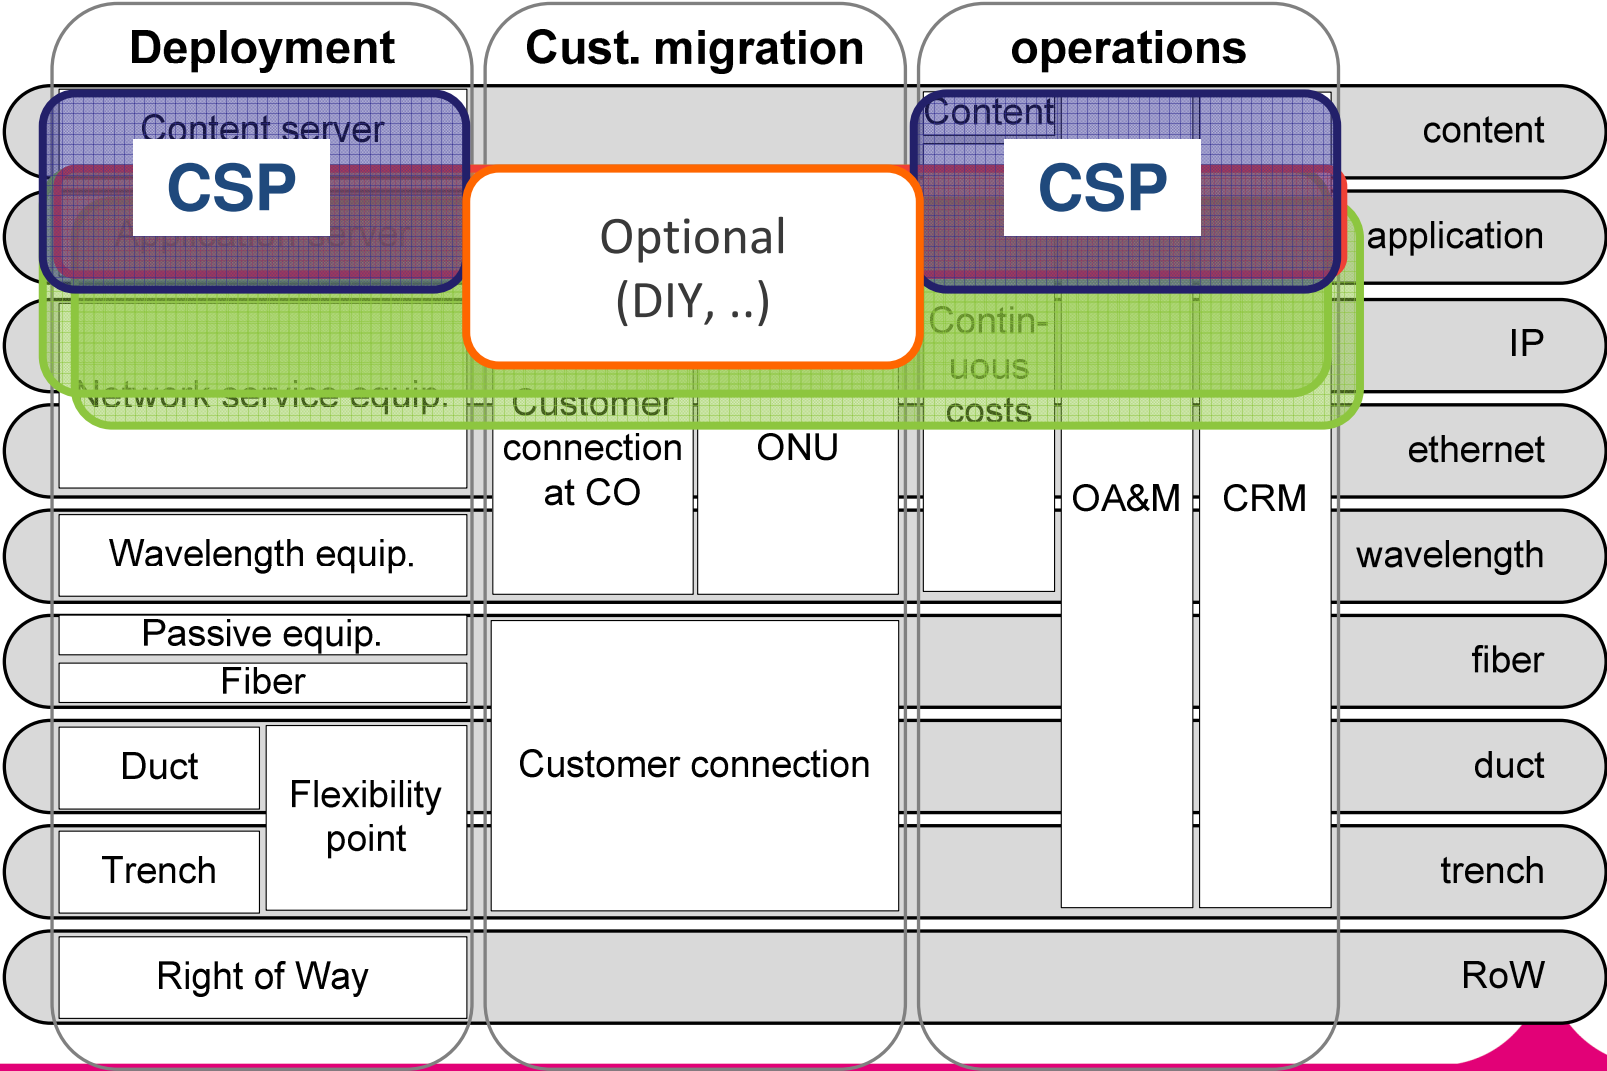 Deployment
Cust. migration
operations
Content server
CSP
Application server
Network service equip.
Wavelength equip.
Passive equip.
Fiber
Duct
Flexibility
point
Trench
Right of Way
Optional
(DIY, ..)
Customer
connection
at CO
ONU
Customer connection
Content
CSP
Contin-
uous
costs
OA&M
CRM
content
application
IP
ethernet
wavelength
fiber
duct
trench
RoW